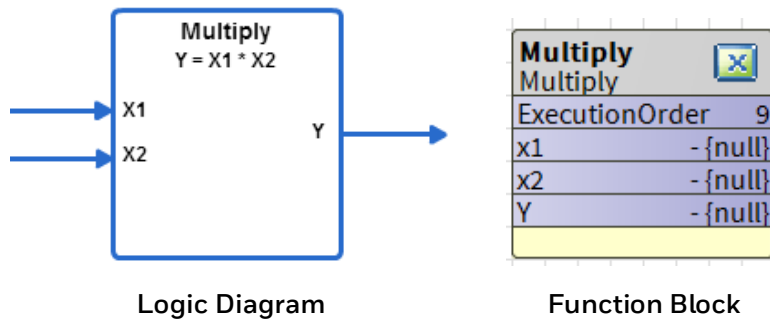 Multiply
Y = X1 * X2
X1
X2
Y
Multiply
Multiply
ExecutionOrder 9
x1 - {null}
x2 - {null}
Y - {null}
Logic Diagram
Function Block